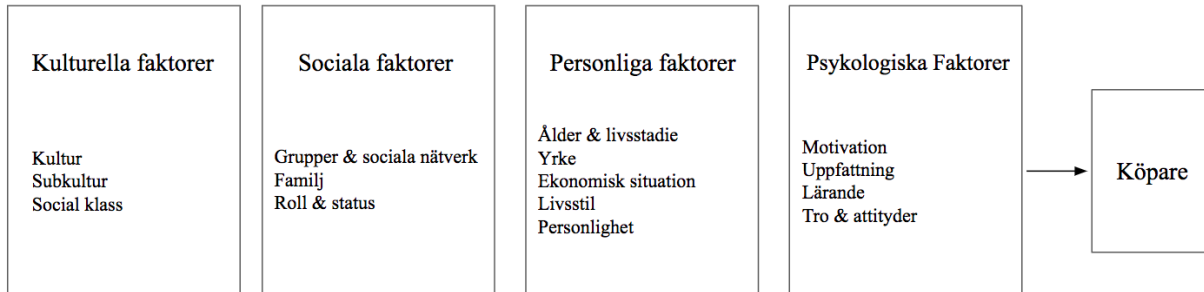 Kulturella faktorer
Kultur
Subkultur
Social klass
Sociala faktorer
Grupper & sociala nätverk
Familj
Roll & status
Personliga faktorer
Ålder & livsstadie
Yrke
Ekonomisk situation
Livsstil
Personlighet
Psykologiska Faktorer
Motivation
Uppfattning
Lärande
Tro & attityder
Köpare